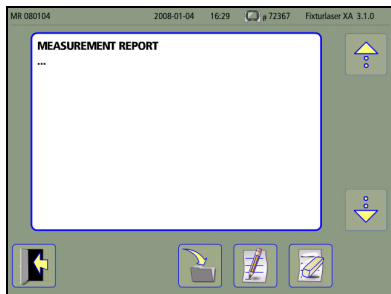 MR 080104 2008-01-04 16:29 # 72367 Fixturlaser XA 3.1.0
MEASUREMENT REPORT
...